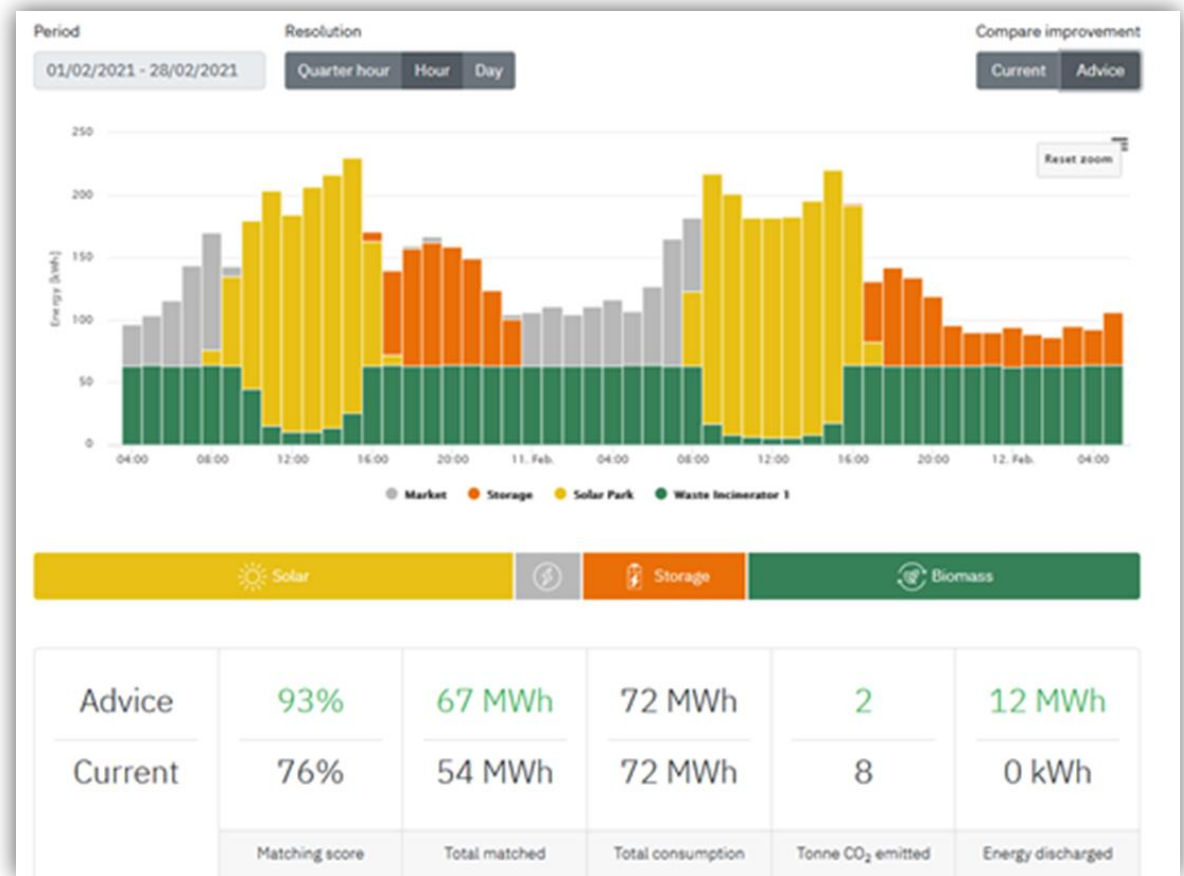 Period Resolution Compare improvement
01/02/2021 - 28/02/2021 Quarter hour Hour Day Current Advice
250
Reset zoom
200
150
100
50
0
Energy [kWh]
04:00 08:00 12:00 16:00 20:00 11. Feb. 04:00 08:00 12:00 16:00 20:00 12. Feb. 04:00
Market Storage Solar Park Waste Incinerator 1
Solar Storage Biomass
Advice 93% 67 MWh 72 MWh 2 12 MWh
Current 76% 54 MWh 72 MWh 8 0 kWh
Matching score Total matched Total consumption Tonne CO₂ emitted Energy discharged